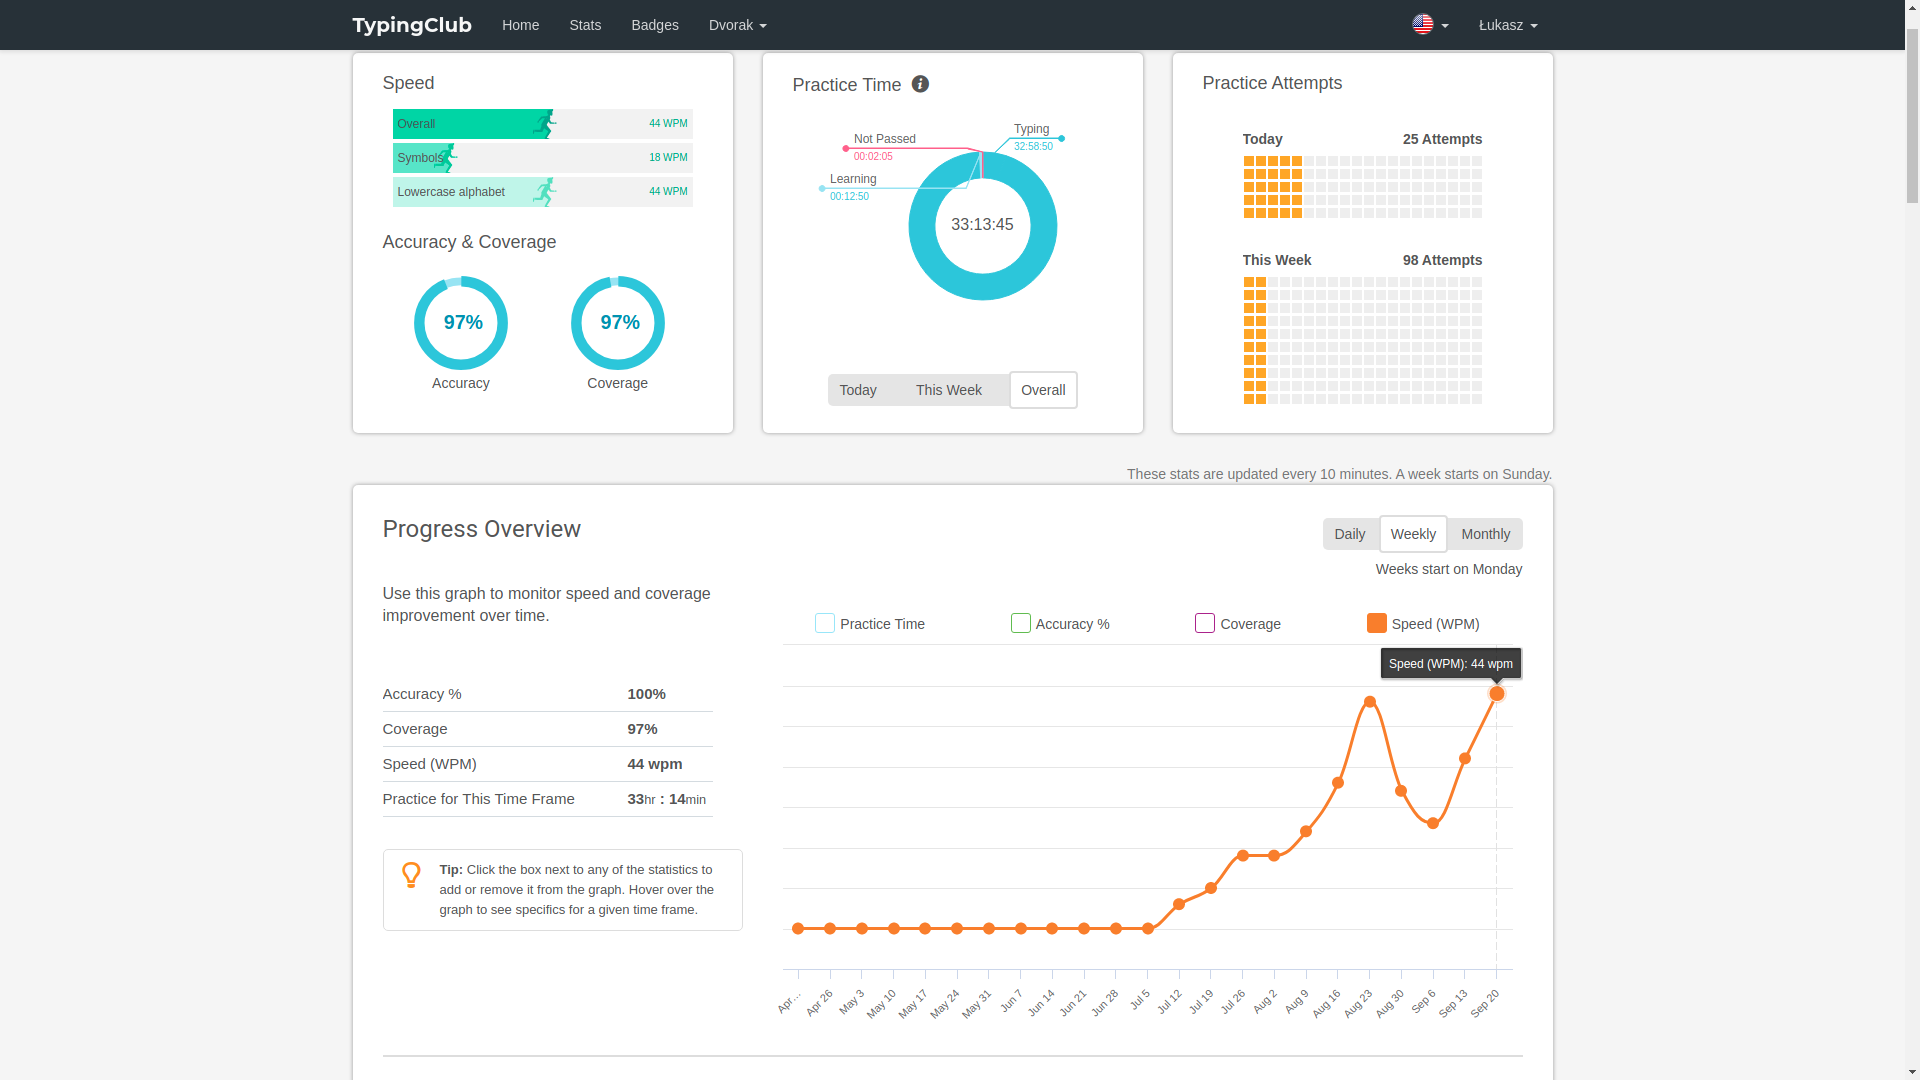 TypingClub Home Stats Badges Dvorak Łukasz
Speed
Overall 44 WPM
Symbols 18 WPM
Lowercase alphabet 44 WPM
Accuracy & Coverage
97% 97%
Accuracy Coverage
Practice Time
Typing
32:58:50
Not Passed
00:02:05
Learning
00:12:50
33:13:45
Today This Week Overall
Practice Attempts
Today 25 Attempts
This Week 98 Attempts
These stats are updated every 10 minutes. A week starts on Sunday.
Progress Overview
Daily Weekly Monthly
Weeks start on Monday
Use this graph to monitor speed and coverage
improvement over time.
Accuracy % 100%
Coverage 97%
Speed (WPM) 44 wpm
Practice for This Time Frame 33hr : 14min
Tip: Click the box next to any of the statistics to
add or remove it from the graph. Hover over the
graph to see specifics for a given time frame.
Practice Time Accuracy % Coverage Speed (WPM)
Speed (WPM): 44 wpm
Apr... Apr 26 May 3 May 10 May 17 May 24 May 31 Jun 7 Jun 14 Jun 21 Jun 28 Jul 5 Jul 12 Jul 19 Jul 26 Aug 2 Aug 9 Aug 16 Aug 23 Aug 30 Sep 6 Sep 13 Sep 20